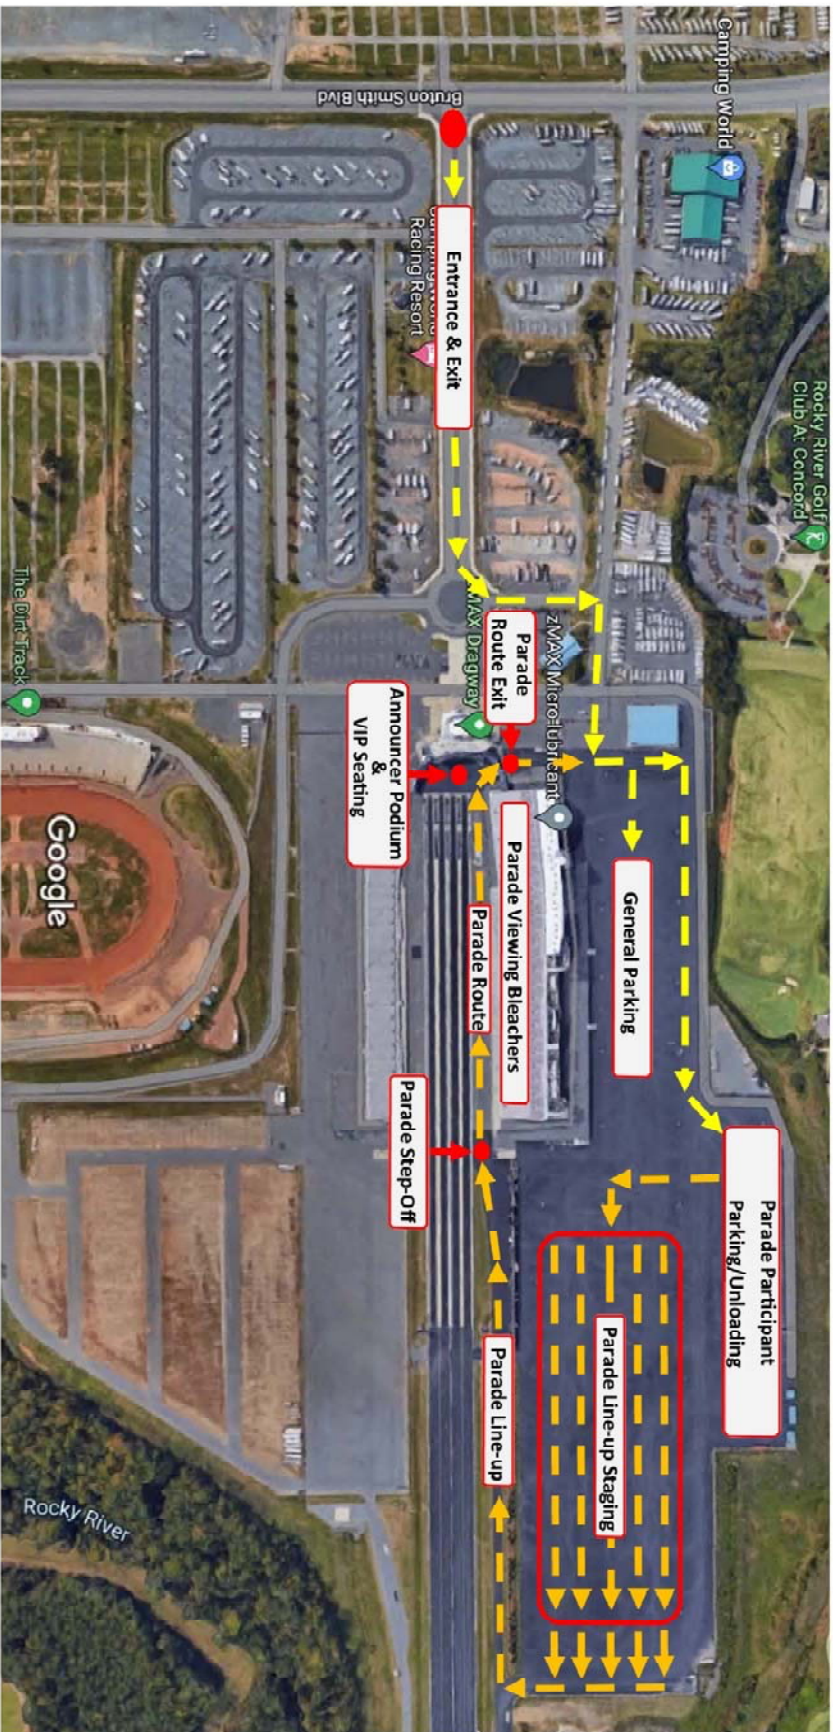 Bruton Smith Blvd
Camping World
Entrance & Exit
Camping World
Racing Resort
Rocky River Golf
Club At Concord
The Dirt Track
zMAX Dragway
zMAX Micro-lubricant
Parade
Route Exit
Announcer Podium
&
VIP Seating
Parade Viewing Bleachers
General Parking
Parade Route
Google
Parade Step-Off
Parade Participant
Parking/Unloading
Parade Line-up Staging
Parade Line-up
Rocky River